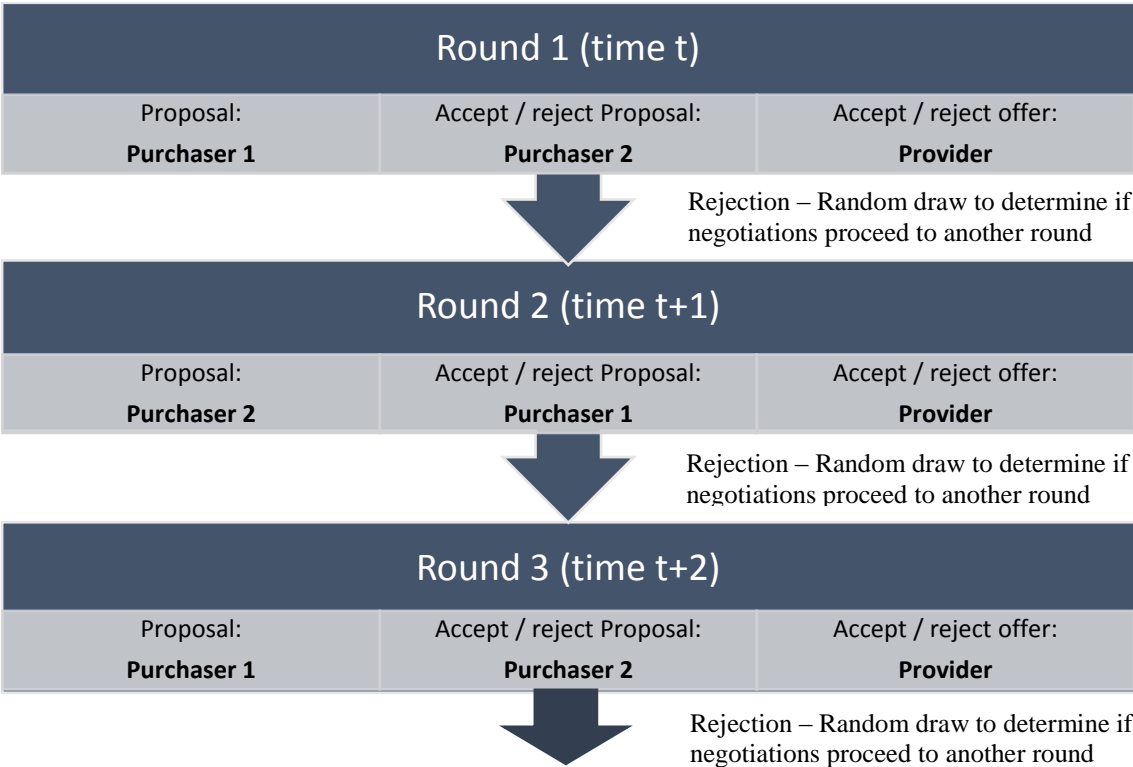 Round 1 (time t)
Proposal: Accept / reject Proposal: Accept / reject offer:
Purchaser 1 Purchaser 2 Provider
Rejection – Random draw to determine if
negotiations proceed to another round
Round 2 (time t+1)
Proposal: Accept / reject Proposal: Accept / reject offer:
Purchaser 2 Purchaser 1 Provider
Rejection – Random draw to determine if
negotiations proceed to another round
Round 3 (time t+2)
Proposal: Accept / reject Proposal: Accept / reject offer:
Purchaser 1 Purchaser 2 Provider
Rejection – Random draw to determine if
negotiations proceed to another round